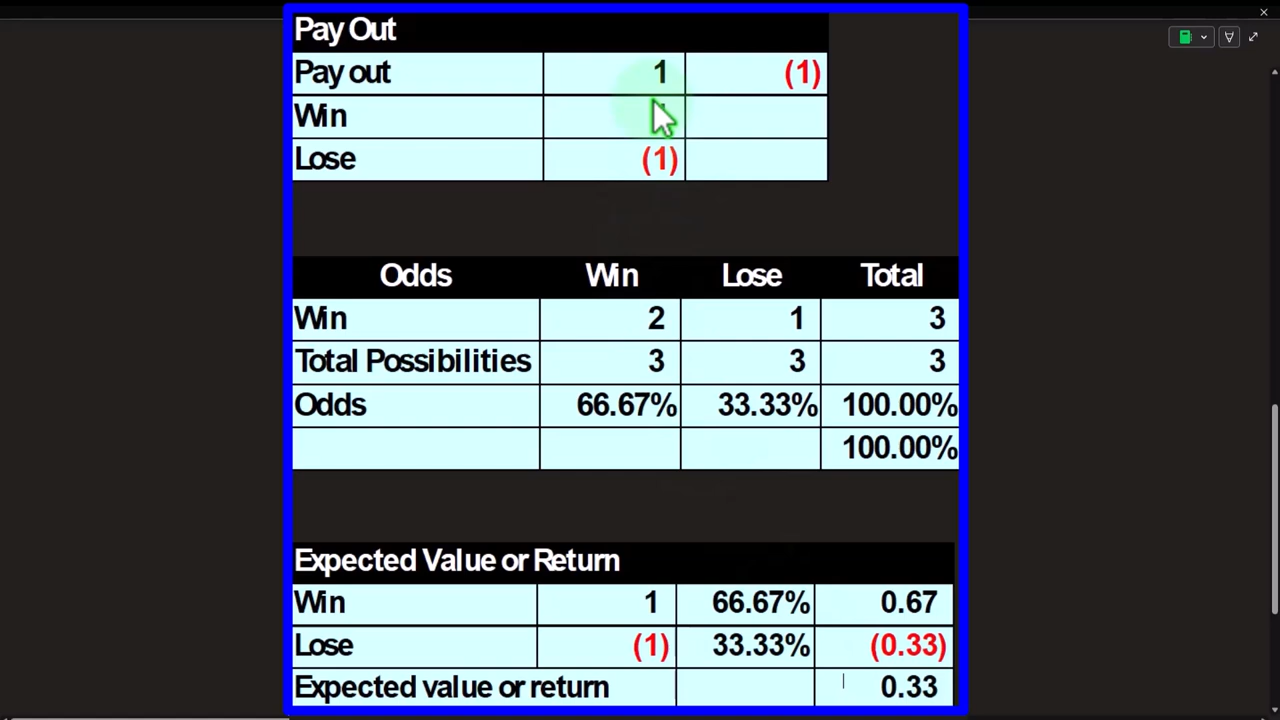 Pay Out
Pay out 1 (1)
Win
Lose (1)
Odds Win Lose Total
Win 2 1 3
Total Possibilities 3 3 3
Odds 66.67% 33.33% 100.00%
100.00%
Expected Value or Return
Win 1 66.67% 0.67
Lose (1) 33.33% (0.33)
Expected value or return 0.33